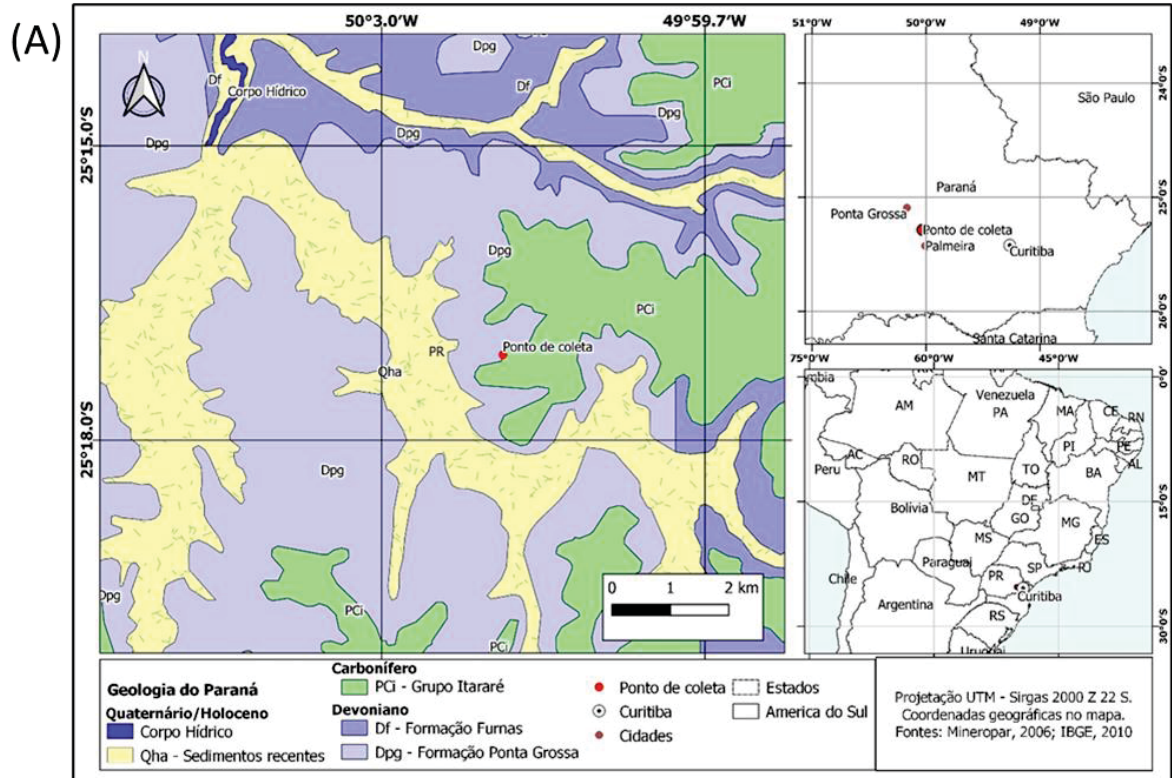 (A)
50°3.0'W
49°59.7'W
25°15.0'S
25°18.0'S
N
Df
Corpo Hídrico
Dpg
Dpg
Df
PCi
Dpg
Dpg
Dpg
PCi
Ponto de coleta
PR
Qha
Dpg
Dpg
PCi
PCi
0 1 2 km
51°0'W
50°0'W
49°0'W
24°0'S
25°0'S
26°0'S
São Paulo
Paraná
Ponta Grossa
Ponto de coleta
Palmeira
Curitiba
Santa Catarina
75°0'W
60°0'W
45°0'W
0°0'
15°0'S
30°0'S
mbia
Venezuela
AM
PA
MA
CE
RN
PI
PE
AL
AC
RO
Peru
MT
TO
BA
Bolivia
DF
GO
MG
MS
ES
Paraguai
SP
RJ
PR
Curitiba
Chile
Argentina
RS
Uruguai
Geologia do Paraná
Quaternário/Holoceno
Corpo Hídrico
Qha - Sedimentos recentes
Carbonífero
PCi - Grupo Itararé
Devoniano
Df - Formação Furnas
Dpg - Formação Ponta Grossa
Ponto de coleta
Curitiba
Cidades
Estados
America do Sul
Projetação UTM - Sirgas 2000 Z 22 S.
Coordenadas geográficas no mapa.
Fontes: Mineropar, 2006; IBGE, 2010